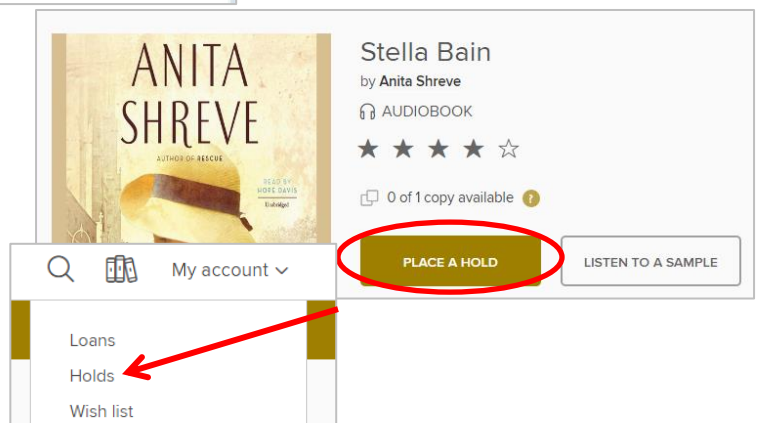 ANITA
SHREVE
AUTHOR OF RESCUE
READ BY
HOPE DAVIS
Unabridged
Stella Bain
by Anita Shreve
AUDIOBOOK
0 of 1 copy available ?
PLACE A HOLD
LISTEN TO A SAMPLE
My account
Loans
Holds
Wish list